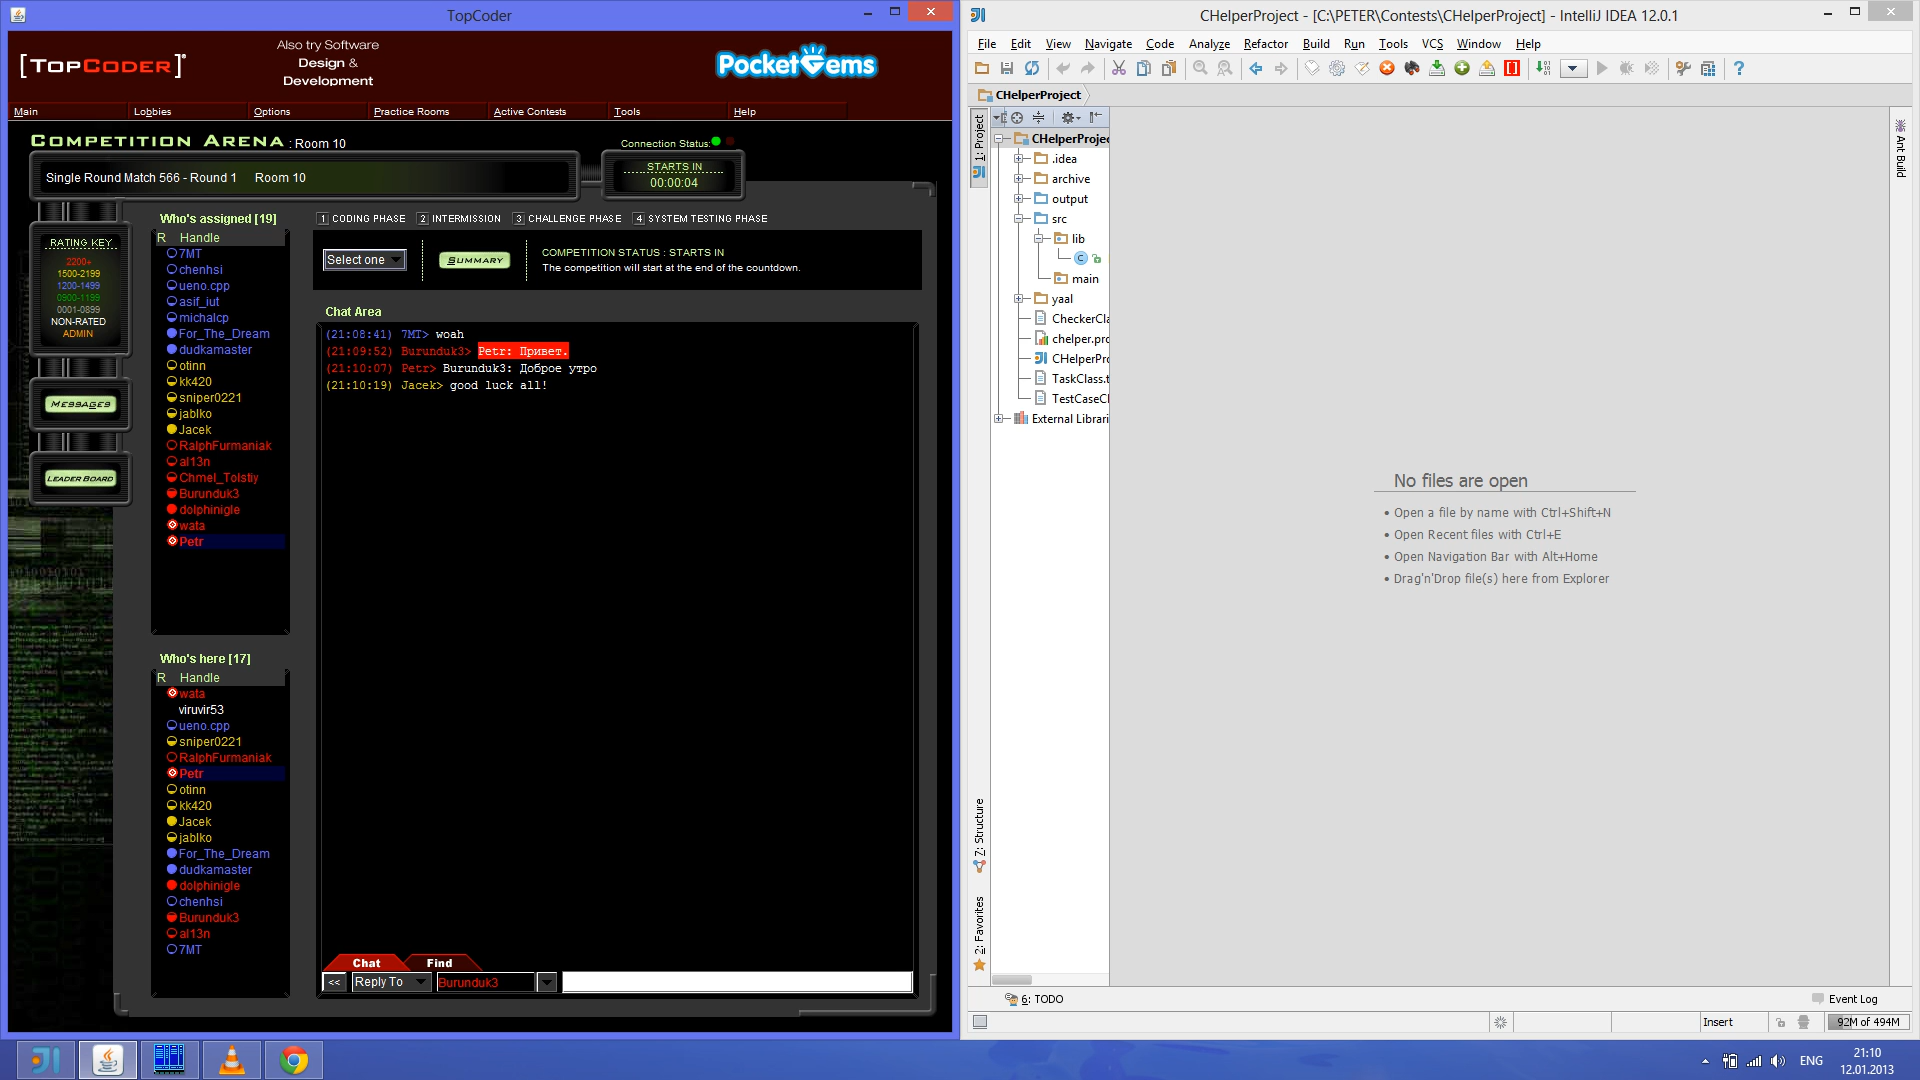 TopCoder
[TOPCODER]®
Also try Software
Design &
Development
PocketGems
Main
Lobbies
Options
Practice Rooms
Active Contests
Tools
Help
COMPETITION ARENA : Room 10
Connection Status:
Single Round Match 566 - Round 1 Room 10
STARTS IN
00:00:04
RATING KEY
2200+
1500-2199
1200-1499
0900-1199
0001-0899
NON-RATED
ADMIN
MESSAGES
LEADER BOARD
Who's assigned [19]
R Handle
7MT
chenhsi
ueno.cpp
asif_iut
michalcp
For_The_Dream
dudkamaster
otinn
kk420
sniper0221
jablko
Jacek
RalphFurmaniak
al13n
Chmel_Tolstiy
Burunduk3
dolphinigle
wata
Petr
Who's here [17]
R Handle
wata
viruvir53
ueno.cpp
sniper0221
RalphFurmaniak
Petr
otinn
kk420
Jacek
jablko
For_The_Dream
dudkamaster
dolphinigle
chenhsi
Burunduk3
al13n
7MT
1 CODING PHASE 2 INTERMISSION 3 CHALLENGE PHASE 4 SYSTEM TESTING PHASE
Select one
SUMMARY
COMPETITION STATUS : STARTS IN
The competition will start at the end of the countdown.
Chat Area
(21:08:41) 7MT> woah
(21:09:52) Burunduk3> Petr: Привет.
(21:10:07) Petr> Burunduk3: Доброе утро
(21:10:19) Jacek> good luck all!
Chat
Find
<< Reply To Burunduk3
CHelperProject - [C:\PETER\Contests\CHelperProject] - IntelliJ IDEA 12.0.1
File Edit View Navigate Code Analyze Refactor Build Run Tools VCS Window Help
CHelperProject
1: Project
7: Structure
2: Favorites
CHelperProjec
.idea
archive
output
src
lib
main
yaal
CheckerCla
chelper.pro
CHelperPro
TaskClass.t
TestCaseCl
External Librari
No files are open
• Open a file by name with Ctrl+Shift+N
• Open Recent files with Ctrl+E
• Open Navigation Bar with Alt+Home
• Drag'n'Drop file(s) here from Explorer
Ant Build
6: TODO
Event Log
Insert
92M of 494M
ENG
21:10
12.01.2013